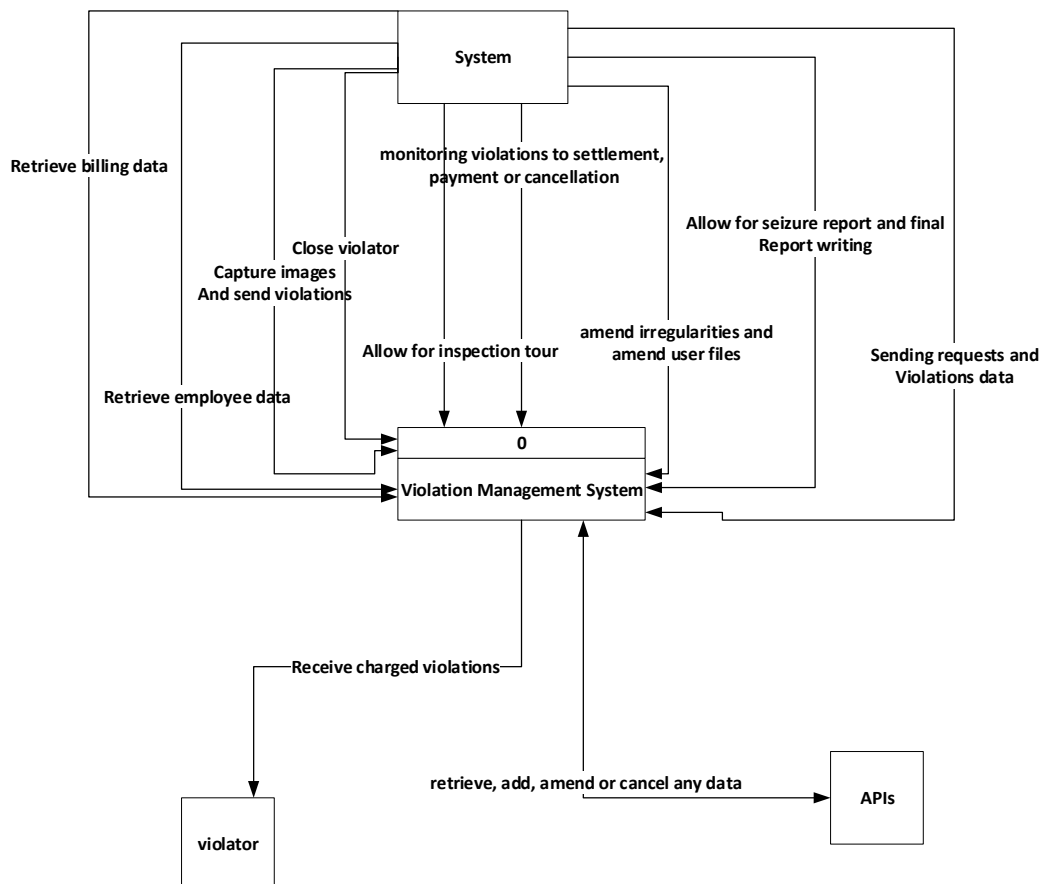 System
monitoring violations to settlement,
payment or cancellation
Retrieve billing data
Allow for seizure report and final
Report writing
Close violator
Capture images
And send violations
amend irregularities and
amend user files
Allow for inspection tour
Sending requests and
Violations data
Retrieve employee data
0
Violation Management System
Receive charged violations
retrieve, add, amend or cancel any data
APIs
violator